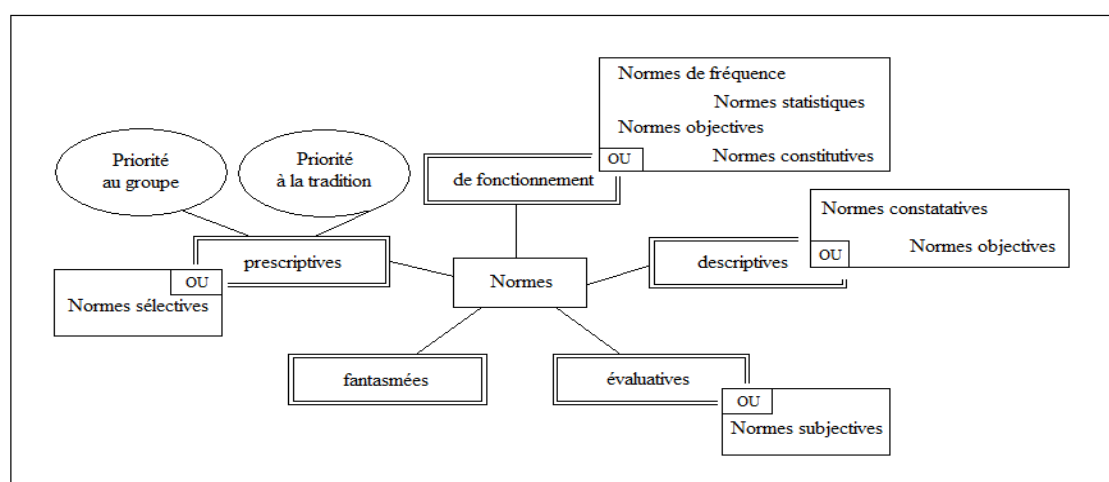 Normes de fréquence
Normes statistiques
Normes objectives
OU
Normes constitutives
Priorité
au groupe
Priorité
à la tradition
de fonctionnement
Normes constatatives
OU
Normes objectives
prescriptives
OU
Normes sélectives
Normes
descriptives
fantasmées
évaluatives
OU
Normes subjectives